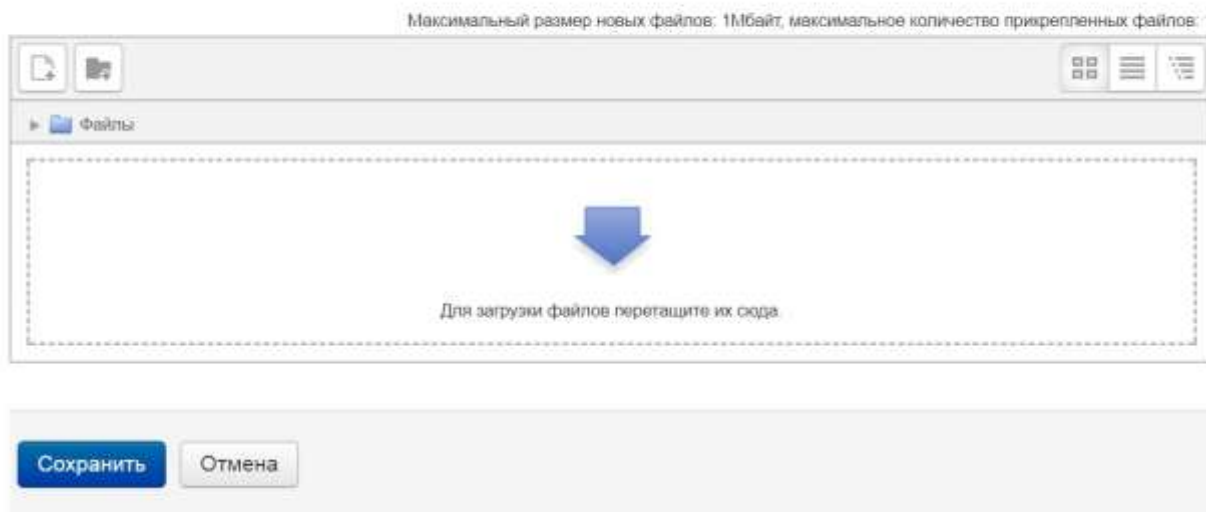 Максимальный размер новых файлов: 1Мбайт, максимальное количество прикрепленных файлов:
Файлы
Для загрузки файлов перетащите их сюда.
Сохранить Отмена